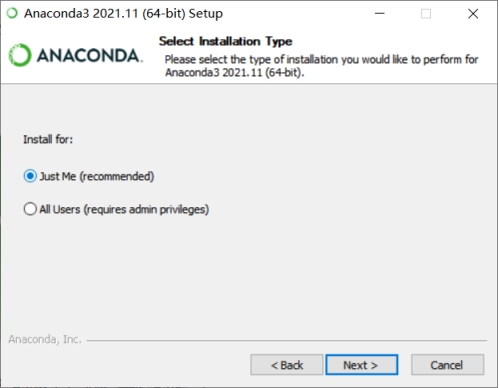 Anaconda3 2021.11 (64-bit) Setup
ANACONDA.
Select Installation Type
Please select the type of installation you would like to perform for
Anaconda3 2021.11 (64-bit).
Install for:
Just Me (recommended)
All Users (requires admin privileges)
Anaconda, Inc.
< Back Next > Cancel